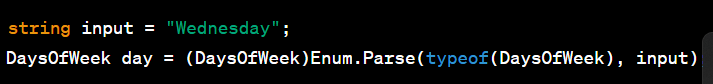 string input = "Wednesday";
DaysOfWeek day = (DaysOfWeek)Enum.Parse(typeof(DaysOfWeek), input)